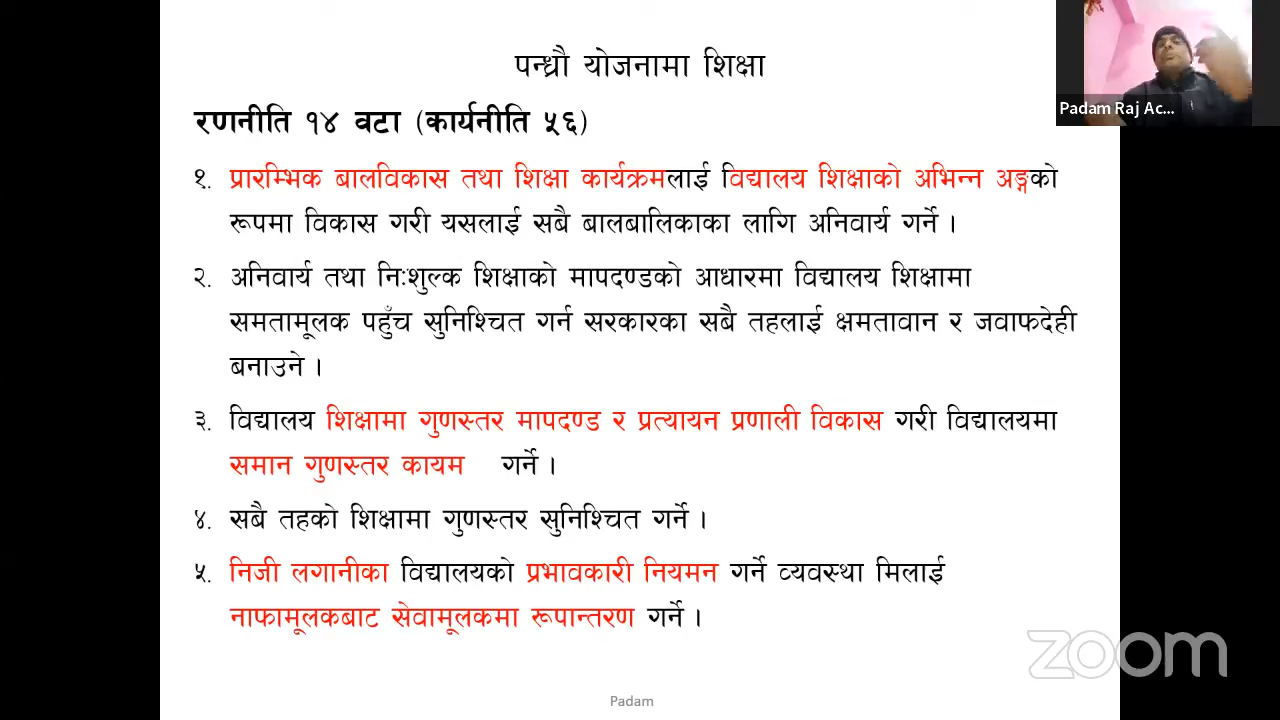 पन्ध्रौ योजनामा शिक्षा
Padam Raj Ac...
रणनीति १४ वटा (कार्यनीति ५६)
१. प्रारम्भिक बालविकास तथा शिक्षा कार्यक्रमलाई विद्यालय शिक्षाको अभिन्न अङ्गको
रूपमा विकास गरी यसलाई सबै बालबालिकाका लागि अनिवार्य गर्ने ।
२. अनिवार्य तथा निःशुल्क शिक्षाको मापदण्डको आधारमा विद्यालय शिक्षामा
समतामूलक पहुँच सुनिश्चित गर्न सरकारका सबै तहलाई क्षमतावान र जवाफदेही
बनाउने ।
३. विद्यालय शिक्षामा गुणस्तर मापदण्ड र प्रत्यायन प्रणाली विकास गरी विद्यालयमा
समान गुणस्तर कायम गर्ने ।
४. सबै तहको शिक्षामा गुणस्तर सुनिश्चित गर्ने ।
५. निजी लगानीका विद्यालयको प्रभावकारी नियमन गर्ने व्यवस्था मिलाई
नाफामूलकबाट सेवामूलकमा रूपान्तरण गर्ने ।
zoom
Padam